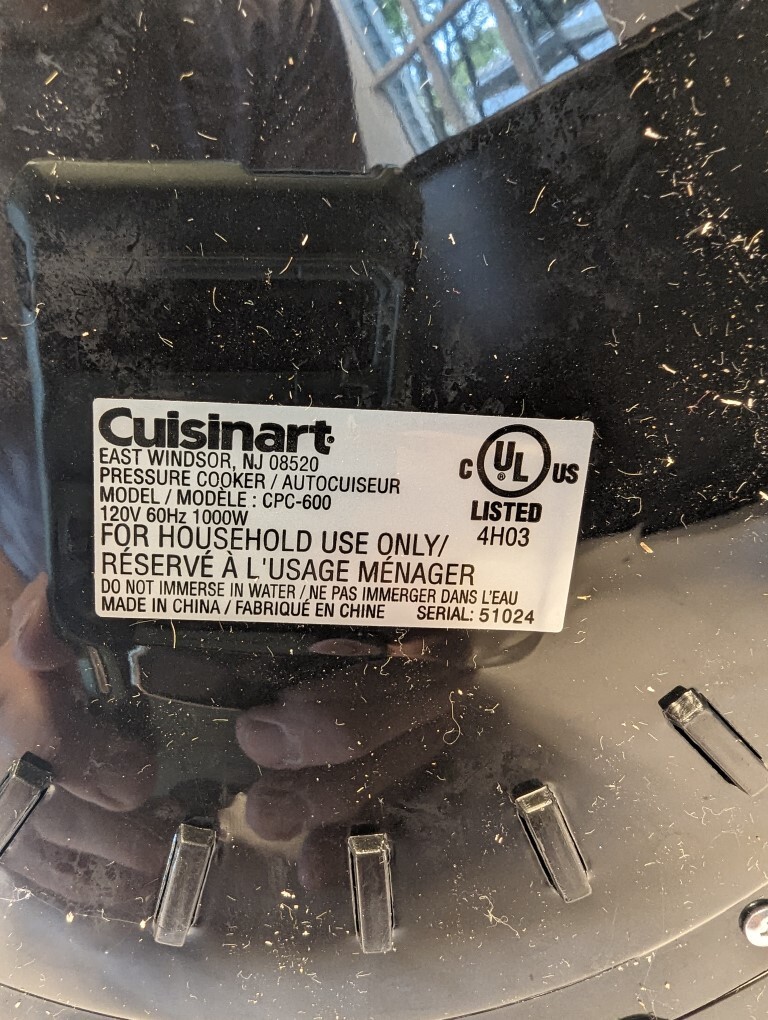 Cuisinart®
EAST WINDSOR, NJ 08520
PRESSURE COOKER / AUTOCUISEUR
MODEL / MODÈLE : CPC-600
120V 60Hz 1000W
FOR HOUSEHOLD USE ONLY/
RÉSERVÉ À L'USAGE MÉNAGER
DO NOT IMMERSE IN WATER / NE PAS IMMERGER DANS L'EAU
MADE IN CHINA / FABRIQUÉ EN CHINE SERIAL: 51024
C UL® US
LISTED
4H03